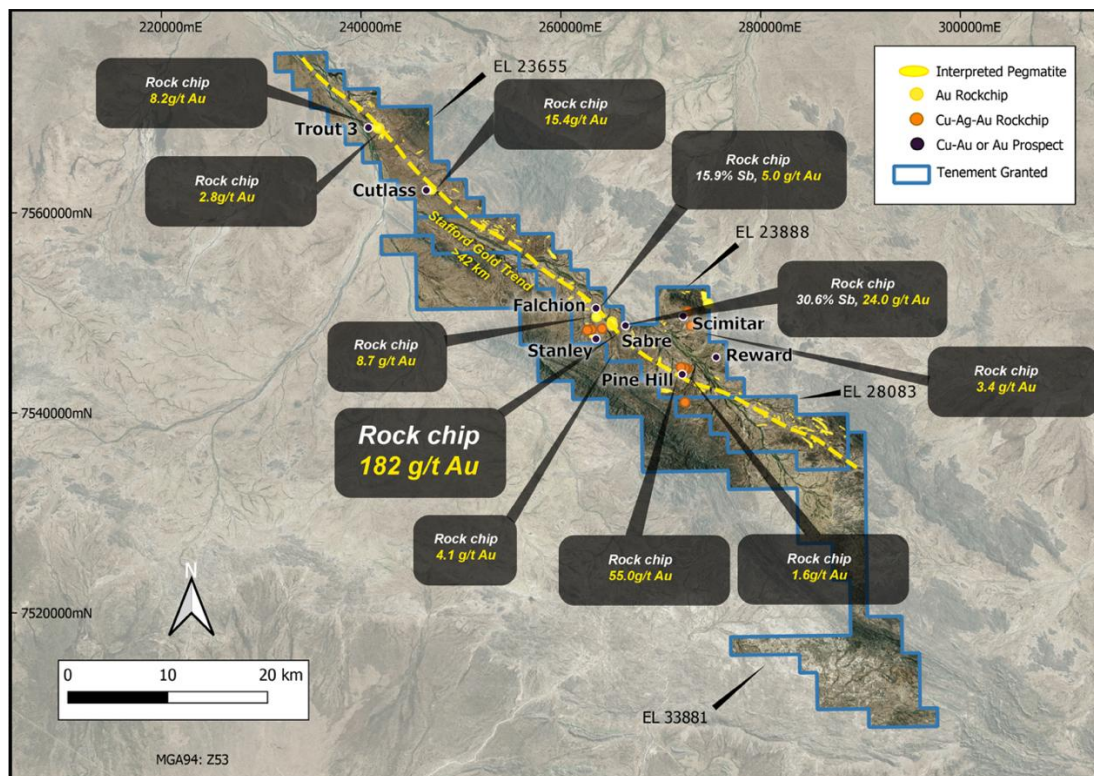 220000mE
240000mE
260000mE
280000mE
300000mE
7560000mN
7540000mN
7520000mN
Interpreted Pegmatite
Au Rockchip
Cu-Ag-Au Rockchip
Cu-Au or Au Prospect
Tenement Granted
EL 23655
Rock chip
8.2g/t Au
Rock chip
15.4g/t Au
Trout 3
Rock chip
2.8g/t Au
Cutlass
Rock chip
15.9% Sb, 5.0 g/t Au
Stafford Gold Trend
>42 km
EL 23888
Rock chip
30.6% Sb, 24.0 g/t Au
Falchion
Scimitar
Sabre
Rock chip
8.7 g/t Au
Stanley
Reward
Pine Hill
Rock chip
3.4 g/t Au
EL 28083
Rock chip
182 g/t Au
Rock chip
4.1 g/t Au
Rock chip
55.0g/t Au
Rock chip
1.6g/t Au
N
0 10 20 km
EL 33881
MGA94: Z53